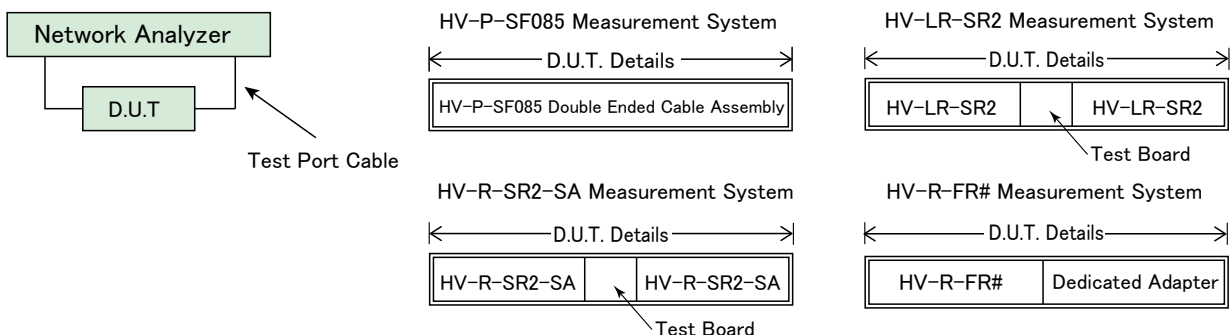 Network Analyzer
D.U.T
Test Port Cable
HV-P-SF085 Measurement System
D.U.T. Details
HV-P-SF085 Double Ended Cable Assembly
HV-LR-SR2 Measurement System
D.U.T. Details
HV-LR-SR2 HV-LR-SR2
Test Board
HV-R-SR2-SA Measurement System
D.U.T. Details
HV-R-SR2-SA HV-R-SR2-SA
Test Board
HV-R-FR# Measurement System
D.U.T. Details
HV-R-FR# Dedicated Adapter